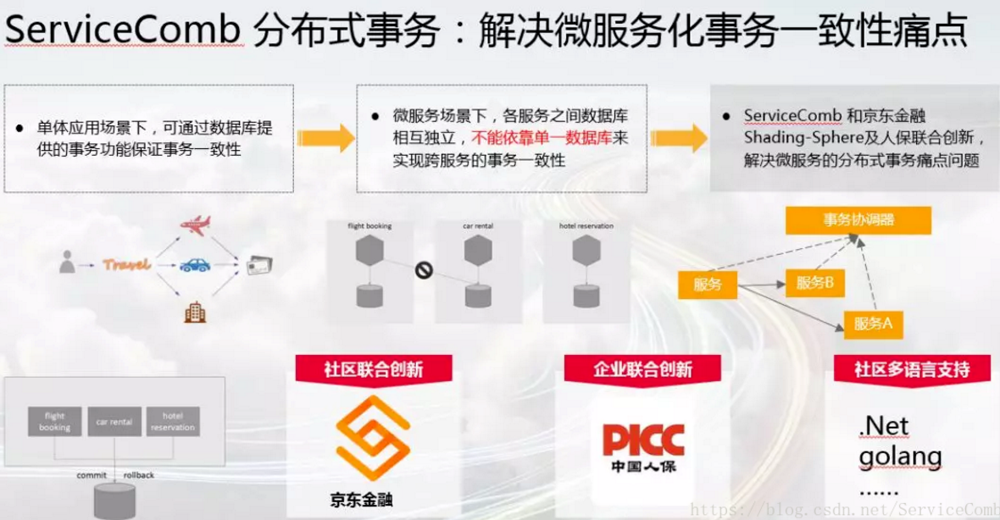 ServiceComb 分布式事务：解决微服务化事务一致性痛点
● 单体应用场景下，可通过数据库提
供的事务功能保证事务一致性
● 微服务场景下，各服务之间数据库
相互独立，不能依靠单一数据库来
实现跨服务的事务一致性
● ServiceComb 和京东金融
Shading-Sphere及人保联合创新，
解决微服务的分布式事务痛点问题
Travel
flight booking
car rental
hotel reservation
事务协调器
服务
服务B
服务A
flight
booking
car rental
hotel
reservation
commit
rollback
社区联合创新
京东金融
企业联合创新
PICC
中国人保
社区多语言支持
.Net
golang
......
https://blog.csdn.net/ServiceComb